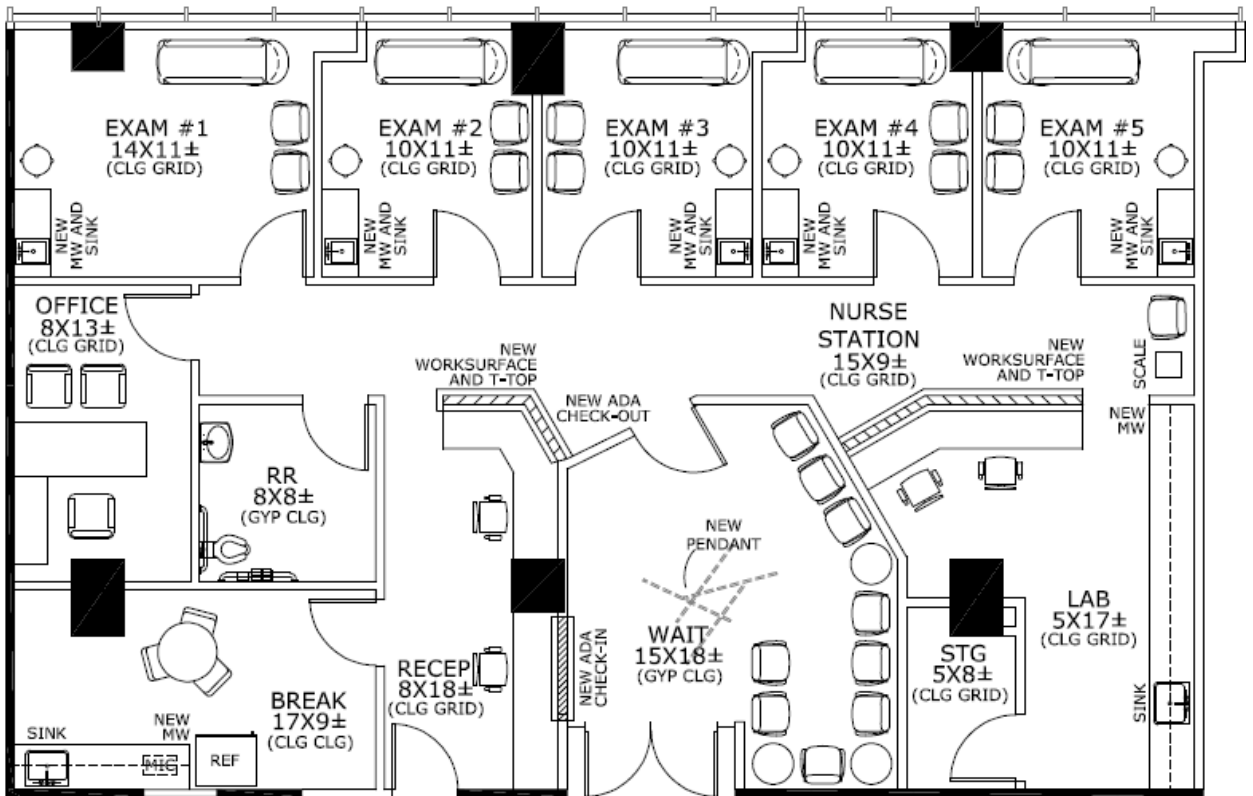 EXAM #1
14X11±
(CLG GRID)
EXAM #2
10X11±
(CLG GRID)
EXAM #3
10X11±
(CLG GRID)
EXAM #4
10X11±
(CLG GRID)
EXAM #5
10X11±
(CLG GRID)
NEW
MW AND
SINK
NEW
MW AND
SINK
NEW
MW AND
SINK
NEW
MW AND
SINK
NEW
MW AND
SINK
OFFICE
8X13±
(CLG GRID)
NURSE
STATION
15X9±
(CLG GRID)
NEW
WORKSURFACE
AND T-TOP
NEW
WORKSURFACE
AND T-TOP
SCALE
NEW ADA
CHECK-OUT
NEW
MW
RR
8X8±
(GYP CLG)
NEW
PENDANT
WAIT
15X18±
(GYP CLG)
LAB
5X17±
(CLG GRID)
STG
5X8±
(CLG GRID)
RECEP
8X18±
(CLG GRID)
NEW ADA
CHECK-IN
BREAK
17X9±
(CLG CLG)
SINK
NEW
MW
MIC
REF
SINK